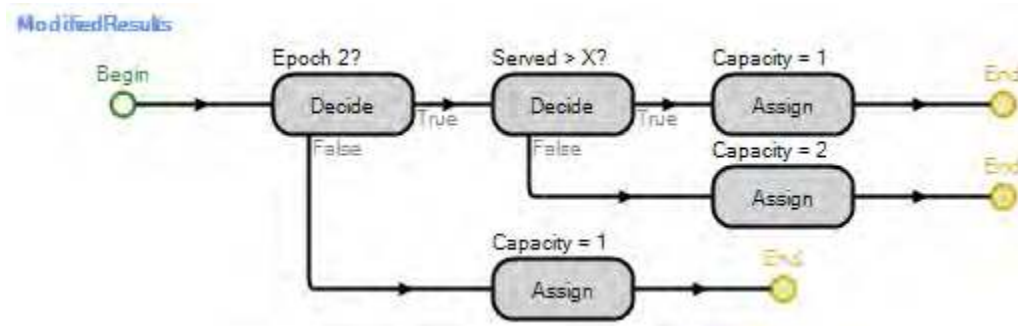 ModifiedResults
Epoch 2?
Served > X?
Capacity = 1
Begin
End
Decide
True
Decide
True
Assign
False
False
Capacity = 2
End
Assign
Capacity = 1
End
Assign